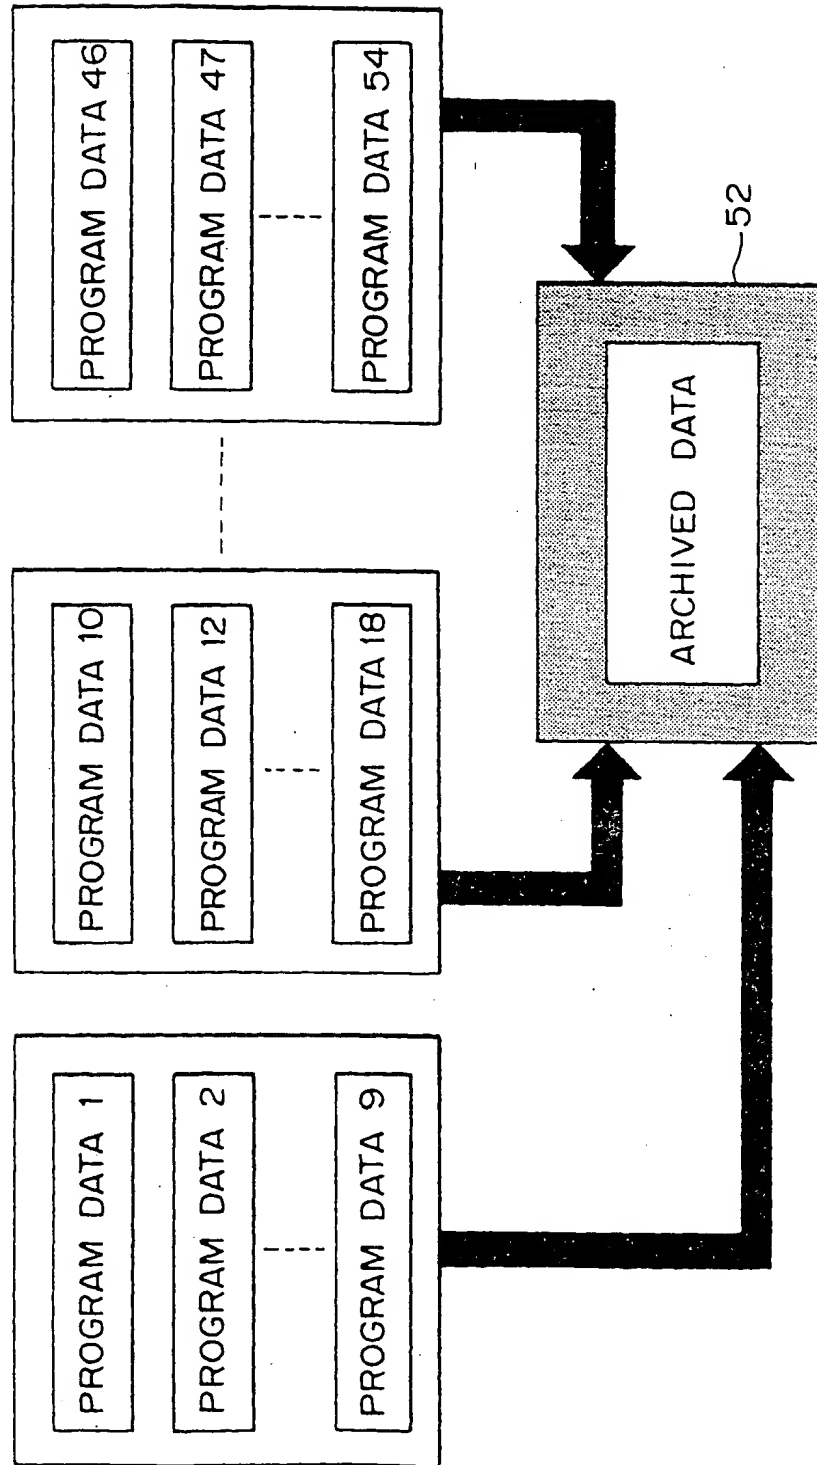 PROGRAM DATA 1
PROGRAM DATA 2
PROGRAM DATA 9
PROGRAM DATA 10
PROGRAM DATA 12
PROGRAM DATA 18
PROGRAM DATA 46
PROGRAM DATA 47
PROGRAM DATA 54
ARCHIVED DATA
52